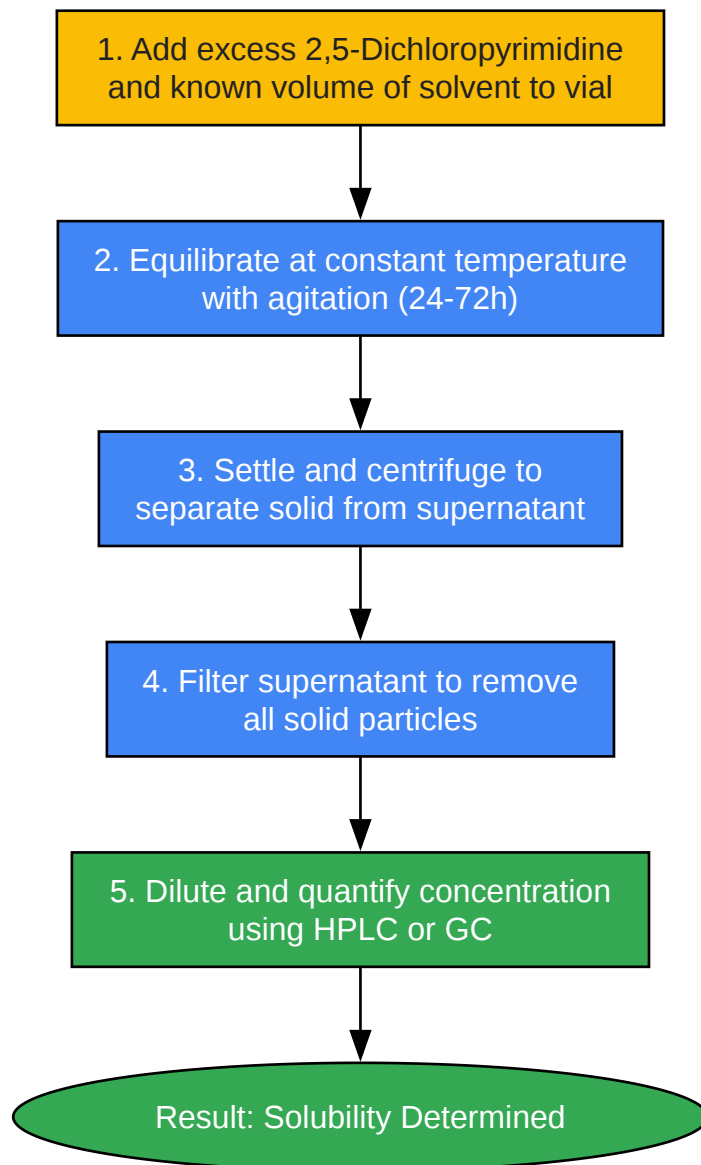 1. Add excess 2,5-Dichloropyrimidine
and known volume of solvent to vial
2. Equilibrate at constant temperature
with agitation (24-72h)
3. Settle and centrifuge to
separate solid from supernatant
4. Filter supernatant to remove
all solid particles
5. Dilute and quantify concentration
using HPLC or GC
Result: Solubility Determined